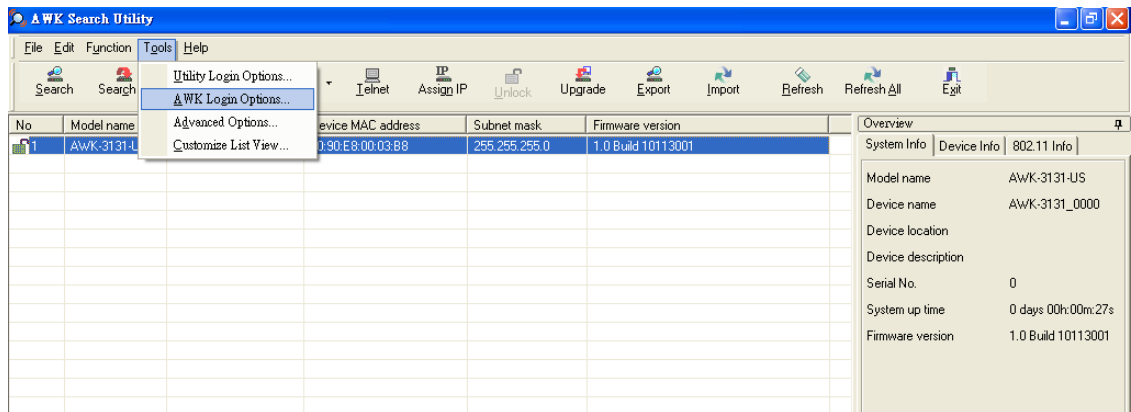 AWK Search Utility
File Edit Function Tools Help
Search Search Telnet Assign IP Unlock Upgrade Export Import Refresh Refresh All Exit
Utility Login Options...
AWK Login Options...
Advanced Options...
Customize List View...
No Model name evice MAC address Subnet mask Firmware version
1 AWK-3131-U 0:90:E8:00:03:B8 255.255.255.0 1.0 Build 10113001
Overview
System Info Device Info 802.11 Info
Model name AWK-3131-US
Device name AWK-3131_0000
Device location
Device description
Serial No. 0
System up time 0 days 00h:00m:27s
Firmware version 1.0 Build 10113001